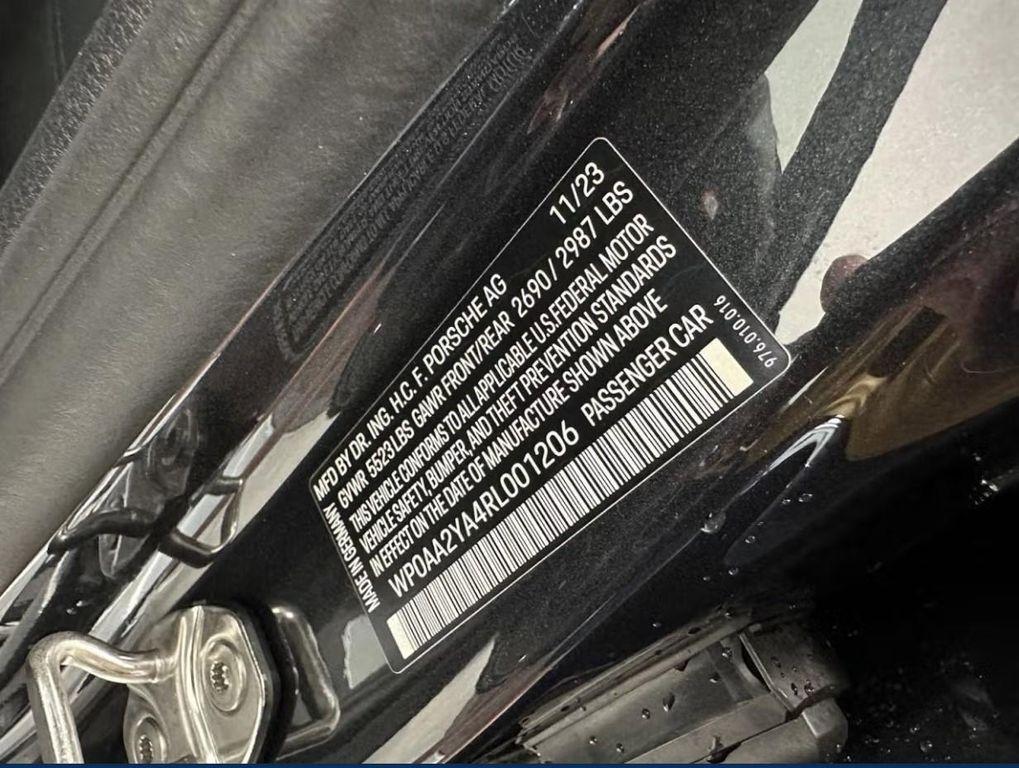 MFD BY DR. ING. H.C. F. PORSCHE AG 11/23
GVWR 5523 LBS GAWR FRONT/REAR 2690 / 2987 LBS
THIS VEHICLE CONFORMS TO ALL APPLICABLE U.S. FEDERAL MOTOR
VEHICLE SAFETY, BUMPER, AND THEFT PREVENTION STANDARDS
IN EFFECT ON THE DATE OF MANUFACTURE SHOWN ABOVE
WP0AA2YA4RL001206 PASSENGER CAR
MADE IN GERMANY
976.010.016